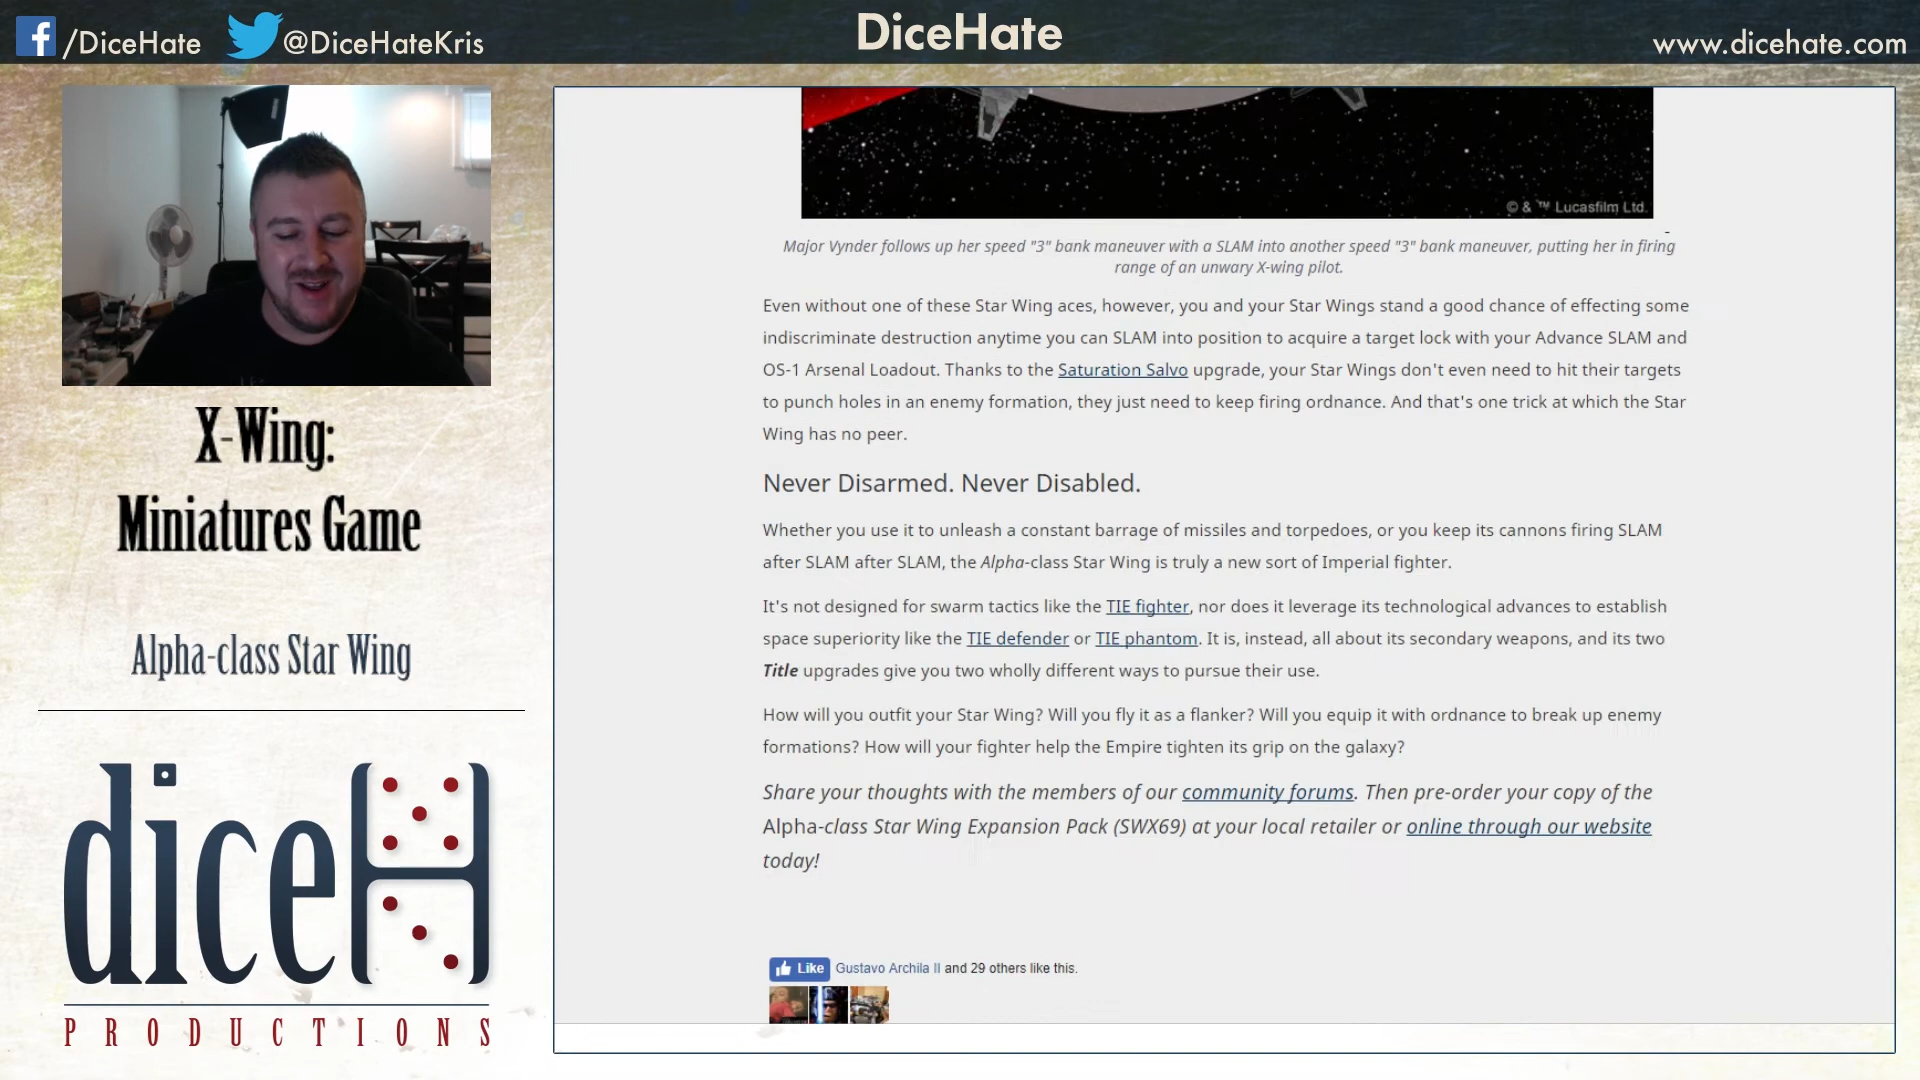 /DiceHate @DiceHateKris
DiceHate
www.dicehate.com
X-Wing:
Miniatures Game
Alpha-class Star Wing
diceH
PRODUCTIONS
© & ™ Lucasfilm Ltd.
Major Vynder follows up her speed "3" bank maneuver with a SLAM into another speed "3" bank maneuver, putting her in firing
range of an unwary X-wing pilot.
Even without one of these Star Wing aces, however, you and your Star Wings stand a good chance of effecting some
indiscriminate destruction anytime you can SLAM into position to acquire a target lock with your Advance SLAM and
OS-1 Arsenal Loadout. Thanks to the Saturation Salvo upgrade, your Star Wings don't even need to hit their targets
to punch holes in an enemy formation, they just need to keep firing ordnance. And that's one trick at which the Star
Wing has no peer.
Never Disarmed. Never Disabled.
Whether you use it to unleash a constant barrage of missiles and torpedoes, or you keep its cannons firing SLAM
after SLAM after SLAM, the Alpha-class Star Wing is truly a new sort of Imperial fighter.
It's not designed for swarm tactics like the TIE fighter, nor does it leverage its technological advances to establish
space superiority like the TIE defender or TIE phantom. It is, instead, all about its secondary weapons, and its two
Title upgrades give you two wholly different ways to pursue their use.
How will you outfit your Star Wing? Will you fly it as a flanker? Will you equip it with ordnance to break up enemy
formations? How will your fighter help the Empire tighten its grip on the galaxy?
Share your thoughts with the members of our community forums. Then pre-order your copy of the
Alpha-class Star Wing Expansion Pack (SWX69) at your local retailer or online through our website
today!
Like Gustavo Archila II and 29 others like this.